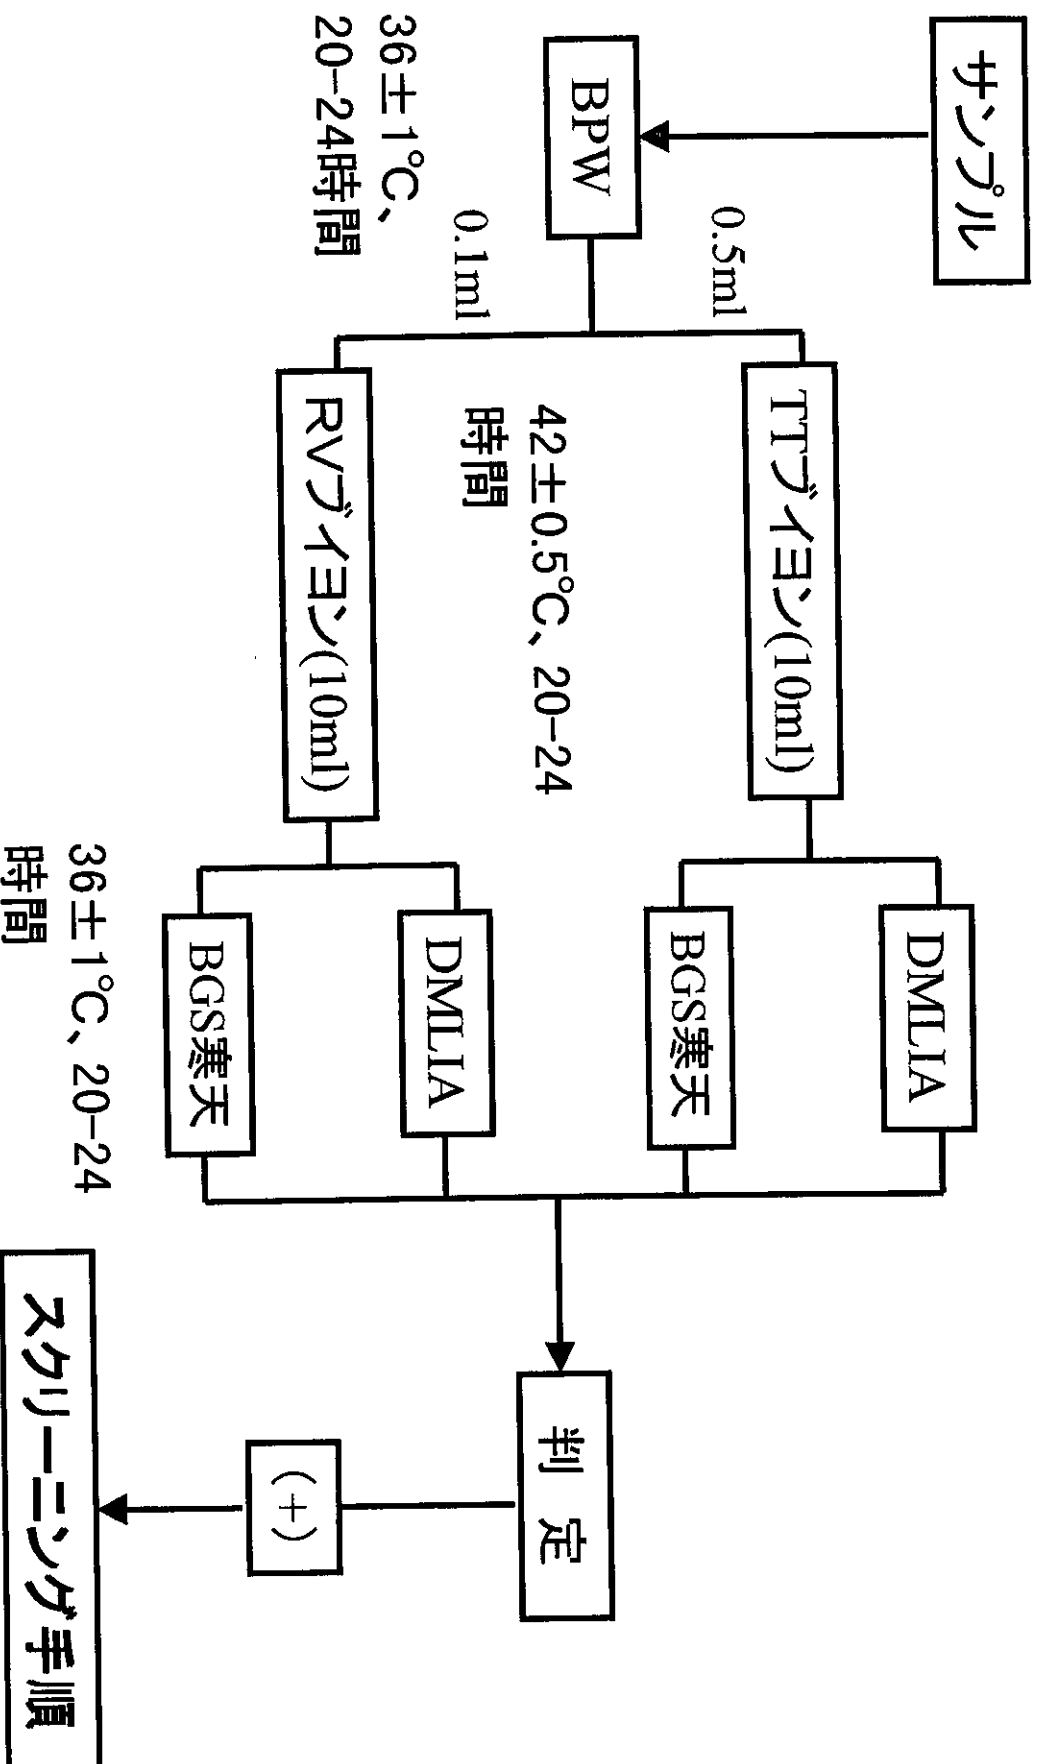 サンプル
BPW
36±1℃、
20-24時間
0.5ml
0.1ml
TTブイヨン(10ml)
42±0.5℃、20-24
時間
RVブイヨン(10ml)
DMLIA
BGS寒天
DMLIA
BGS寒天
36±1℃、20-24
時間
判 定
(+)
スクリーニング手順